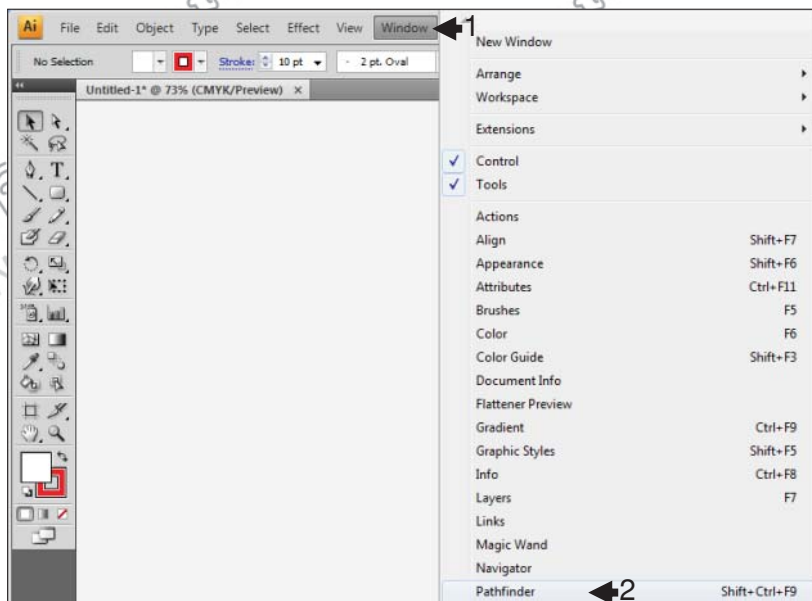 Ai File Edit Object Type Select Effect View Window 1
No Selection Stroke: 10 pt 2 pt. Oval
Untitled-1* @ 73% (CMYK/Preview) ×
New Window
Arrange
Workspace
Extensions
Control
Tools
Actions
Align Shift+F7
Appearance Shift+F6
Attributes Ctrl+F11
Brushes F5
Color F6
Color Guide Shift+F3
Document Info
Flattener Preview
Gradient Ctrl+F9
Graphic Styles Shift+F5
Info Ctrl+F8
Layers F7
Links
Magic Wand
Navigator
Pathfinder 2 Shift+Ctrl+F9